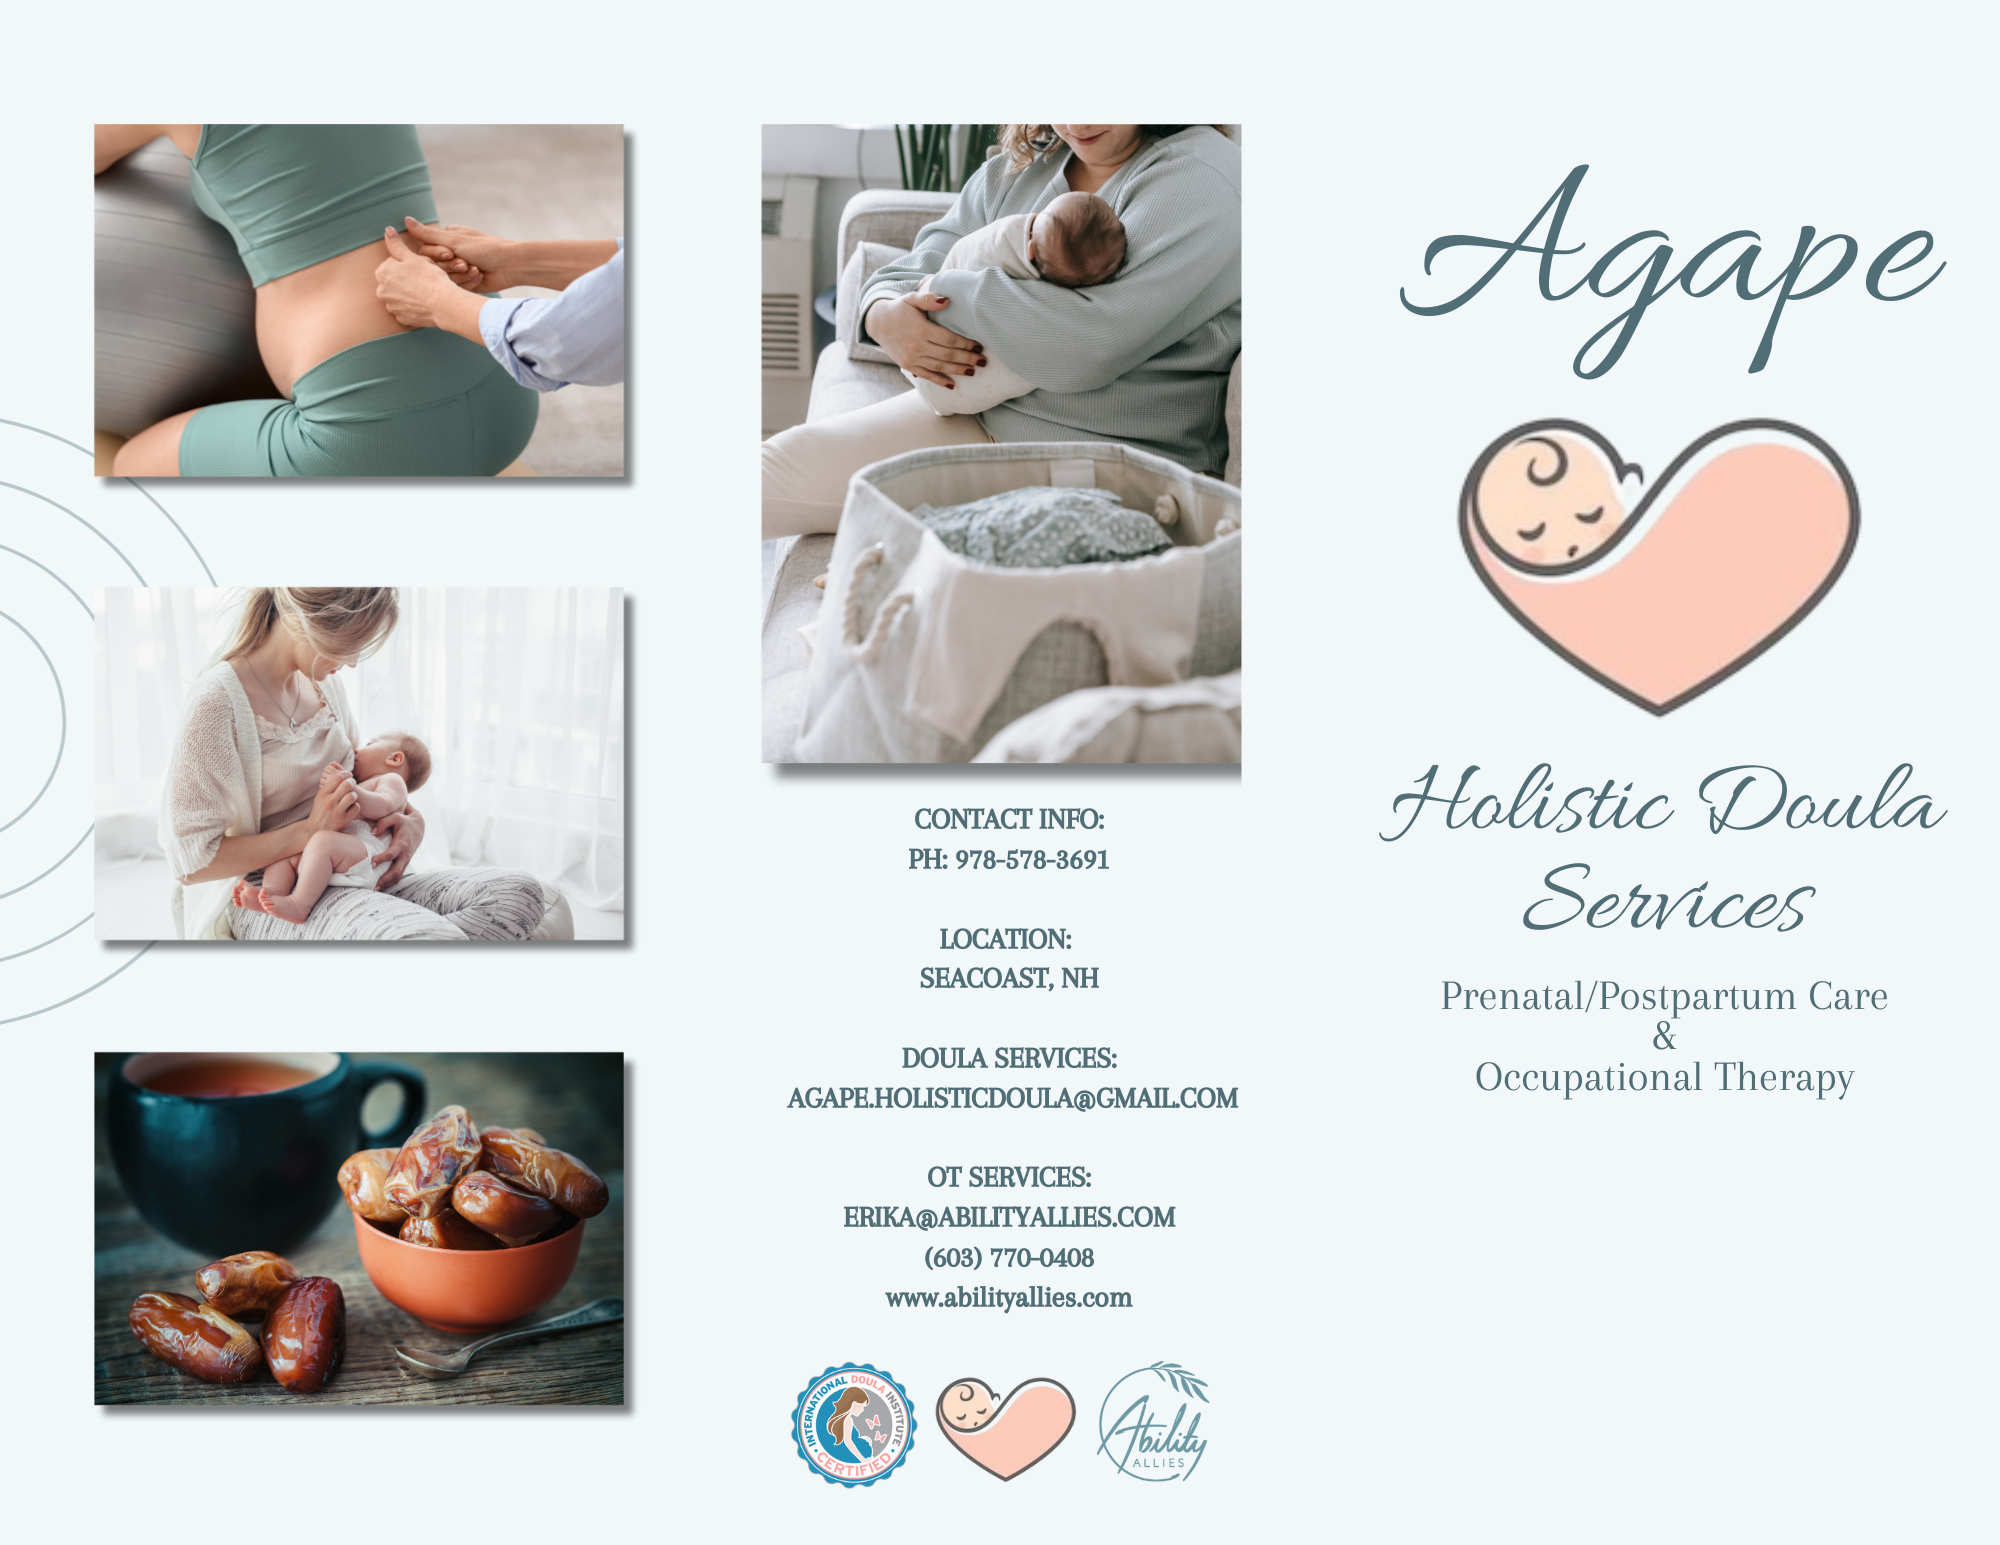 CONTACT INFO:
PH: 978-578-3691
LOCATION:
SEACOAST, NH
DOULA SERVICES:
AGAPE.HOLISTICDOULA@GMAIL.COM
OT SERVICES:
ERIKA@ABILITYALLIES.COM
(603) 770-0408
www.abilityallies.com
INTERNATIONAL DOULA INSTITUTE
CERTIFIED
Ability
ALLIES
Agape
Holistic Doula
Services
Prenatal/Postpartum Care
&
Occupational Therapy